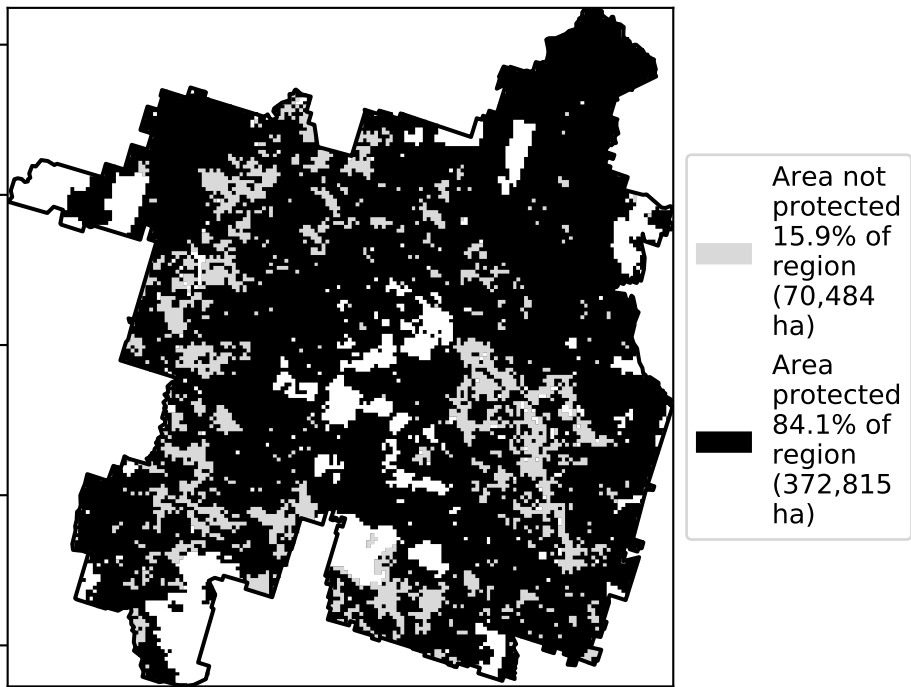 Area not
protected
15.9% of
region
(70,484
ha)
Area
protected
84.1% of
region
(372,815
ha)